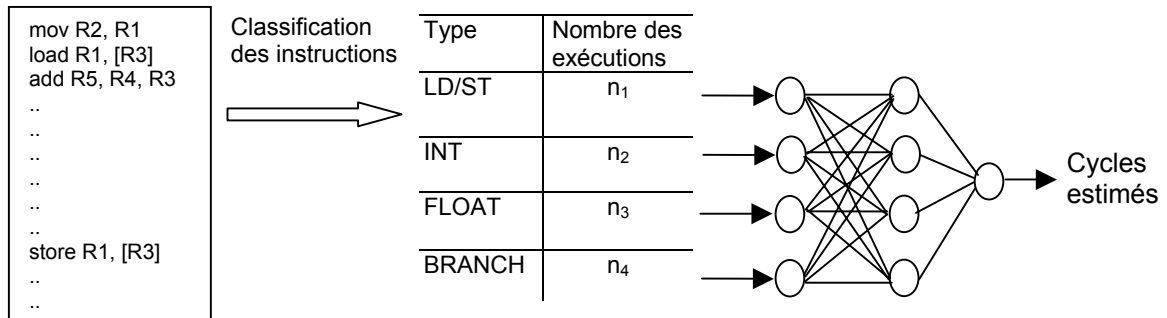 mov R2, R1
load R1, [R3]
add R5, R4, R3
..
..
..
..
..
..
store R1, [R3]
..
..
Classification
des instructions
Type
Nombre des
exécutions
LD/ST
n₁
INT
n₂
FLOAT
n₃
BRANCH
n₄
Cycles
estimés